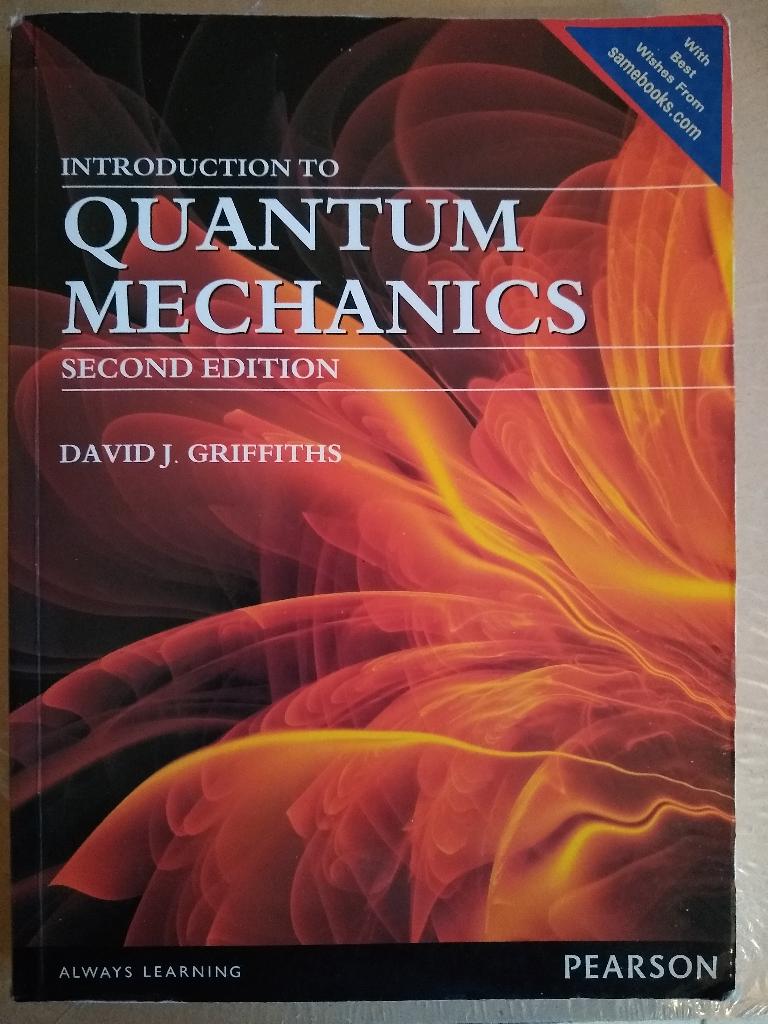 With
Best
Wishes From
samebooks.com
INTRODUCTION TO
QUANTUM
MECHANICS
SECOND EDITION
DAVID J. GRIFFITHS
ALWAYS LEARNING
PEARSON